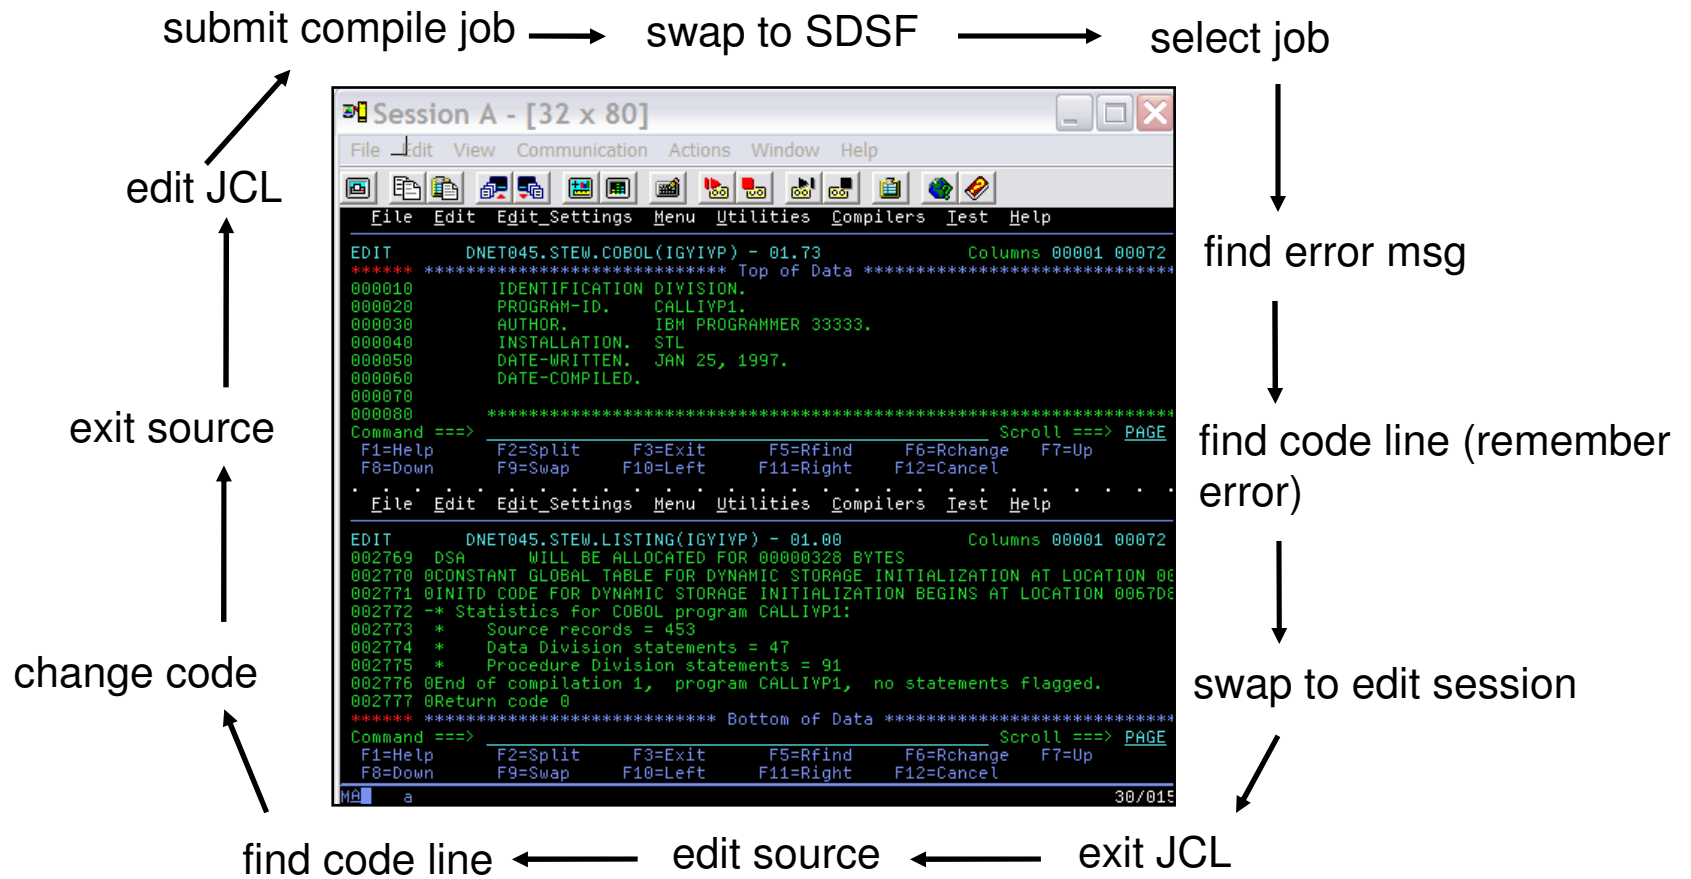 submit compile job
swap to SDSF
select job
Session A - [32 x 80]
File Edit View Communication Actions Window Help
edit JCL
File Edit Edit_Settings Menu Utilities Compilers Test Help
EDIT DNET045.STEW.COBOL(IGYIVP) - 01.73 Columns 00001 00072
****** ***************************** Top of Data ******************************
000010 IDENTIFICATION DIVISION.
000020 PROGRAM-ID. CALLIVP1.
000030 AUTHOR. IBM PROGRAMMER 33333.
000040 INSTALLATION. STL
000050 DATE-WRITTEN. JAN 25, 1997.
000060 DATE-COMPILED.
000070
000080 ******************************************************************
Command ===> Scroll ===> PAGE
F1=Help F2=Split F3=Exit F5=Rfind F6=Rchange F7=Up
F8=Down F9=Swap F10=Left F11=Right F12=Cancel
. . . . . . . . . . . . . . . . . . . . . . . . . . .
File Edit Edit_Settings Menu Utilities Compilers Test Help
EDIT DNET045.STEW.LISTING(IGYIVP) - 01.00 Columns 00001 00072
002769 DSA WILL BE ALLOCATED FOR 00000328 BYTES
002770 0CONSTANT GLOBAL TABLE FOR DYNAMIC STORAGE INITIALIZATION AT LOCATION 00
002771 0INITD CODE FOR DYNAMIC STORAGE INITIALIZATION BEGINS AT LOCATION 0067D8
002772 -* Statistics for COBOL program CALLIVP1:
002773 * Source records = 453
002774 * Data Division statements = 47
002775 * Procedure Division statements = 91
002776 0End of compilation 1, program CALLIVP1, no statements flagged.
002777 0Return code 0
****** **************************** Bottom of Data ****************************
Command ===> Scroll ===> PAGE
F1=Help F2=Split F3=Exit F5=Rfind F6=Rchange F7=Up
F8=Down F9=Swap F10=Left F11=Right F12=Cancel
MA a 30/015
find error msg
find code line (remember
error)
swap to edit session
exit JCL
edit source
find code line
change code
exit source